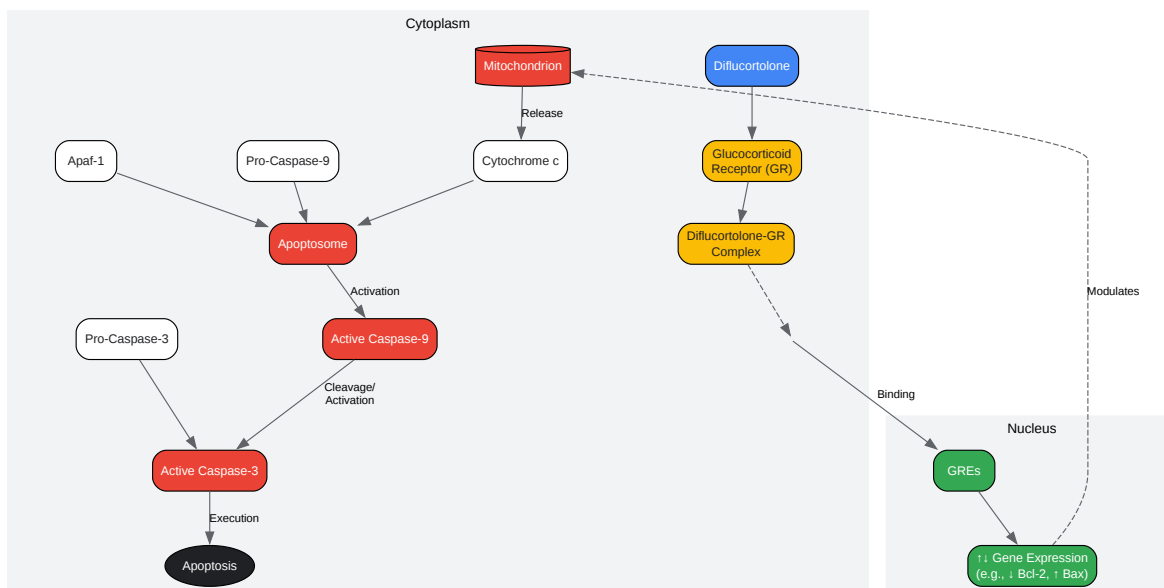 Cytoplasm
Mitochondrion
Diflucortolone
Release
Apaf-1
Pro-Caspase-9
Cytochrome c
Glucocorticoid
Receptor (GR)
Apoptosome
Diflucortolone-GR
Complex
Activation
Modulates
Pro-Caspase-3
Active Caspase-9
Cleavage/
Activation
Binding
Nucleus
Active Caspase-3
GREs
Execution
Apoptosis
↑↓ Gene Expression
(e.g., ↓ Bcl-2, ↑ Bax)